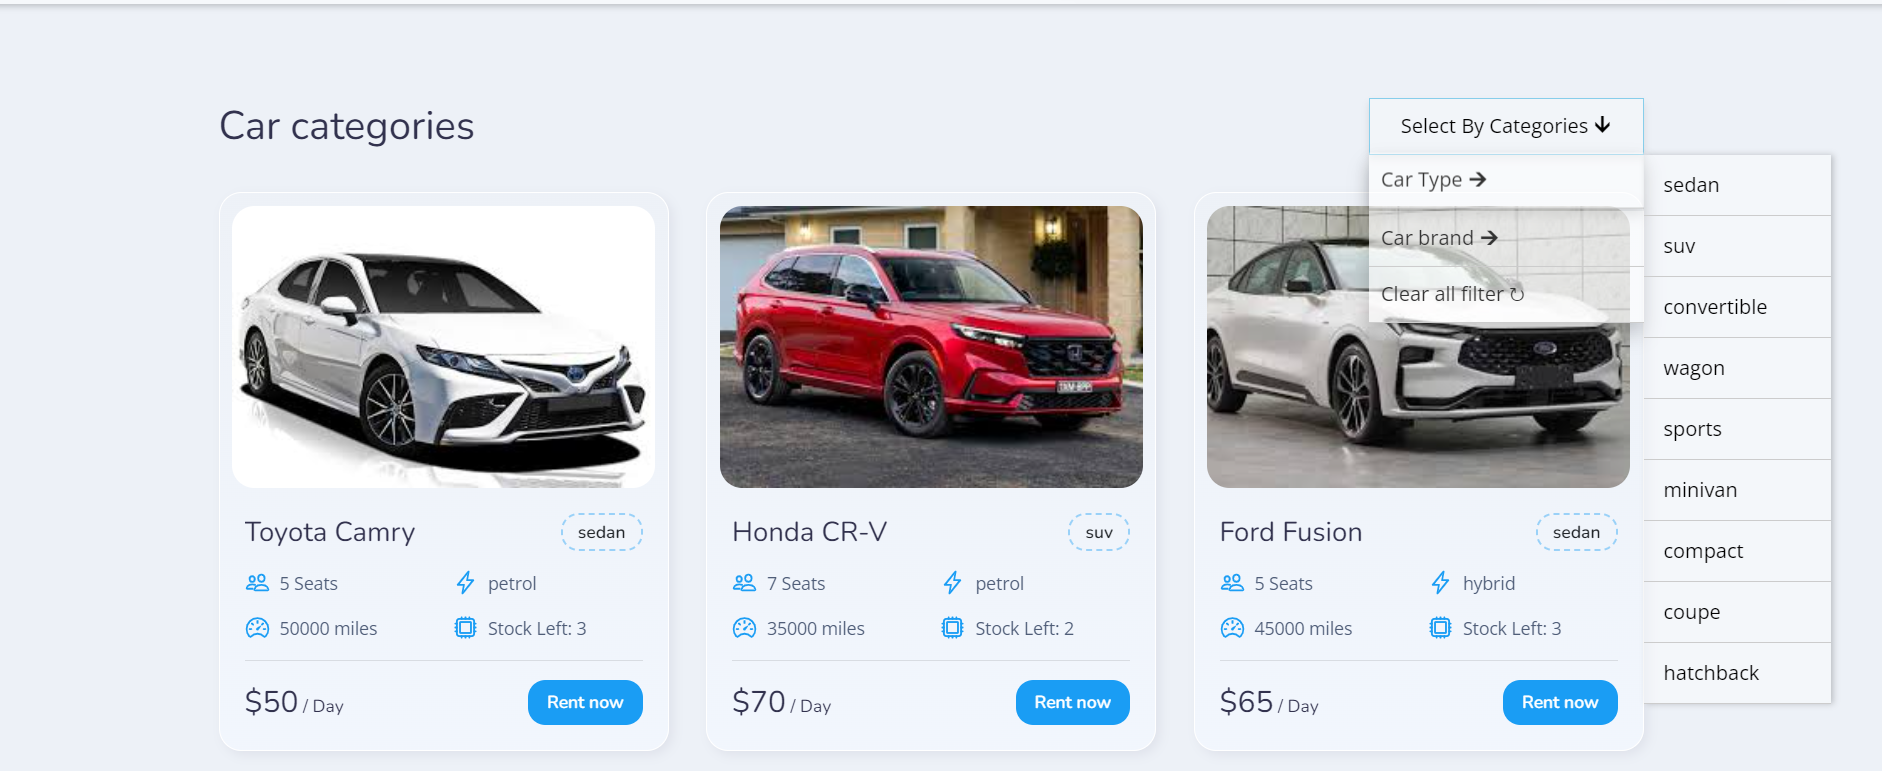 Car categories
Select By Categories ↓
Car Type →
Car brand →
Clear all filter ↻
sedan
suv
convertible
wagon
sports
minivan
compact
coupe
hatchback
Toyota Camry
sedan
5 Seats
petrol
50000 miles
Stock Left: 3
$50 / Day
Rent now
Honda CR-V
suv
7 Seats
petrol
35000 miles
Stock Left: 2
$70 / Day
Rent now
Ford Fusion
sedan
5 Seats
hybrid
45000 miles
Stock Left: 3
$65 / Day
Rent now